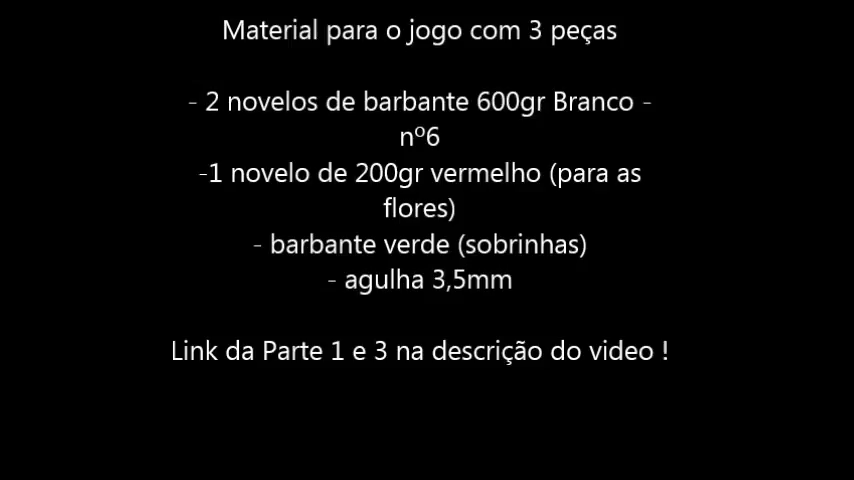 Material para o jogo com 3 peças
- 2 novelos de barbante 600gr Branco -
nº6
-1 novelo de 200gr vermelho (para as
flores)
- barbante verde (sobrinhas)
- agulha 3,5mm
Link da Parte 1 e 3 na descrição do video !